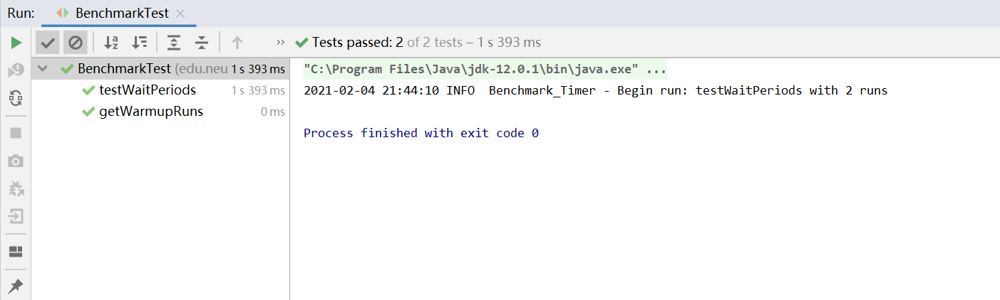 Run: BenchmarkTest
Tests passed: 2 of 2 tests – 1 s 393 ms
BenchmarkTest (edu.neu 1 s 393 ms
testWaitPeriods 1 s 393 ms
getWarmupRuns 0 ms
"C:\Program Files\Java\jdk-12.0.1\bin\java.exe" ...
2021-02-04 21:44:10 INFO  Benchmark_Timer - Begin run: testWaitPeriods with 2 runs
Process finished with exit code 0